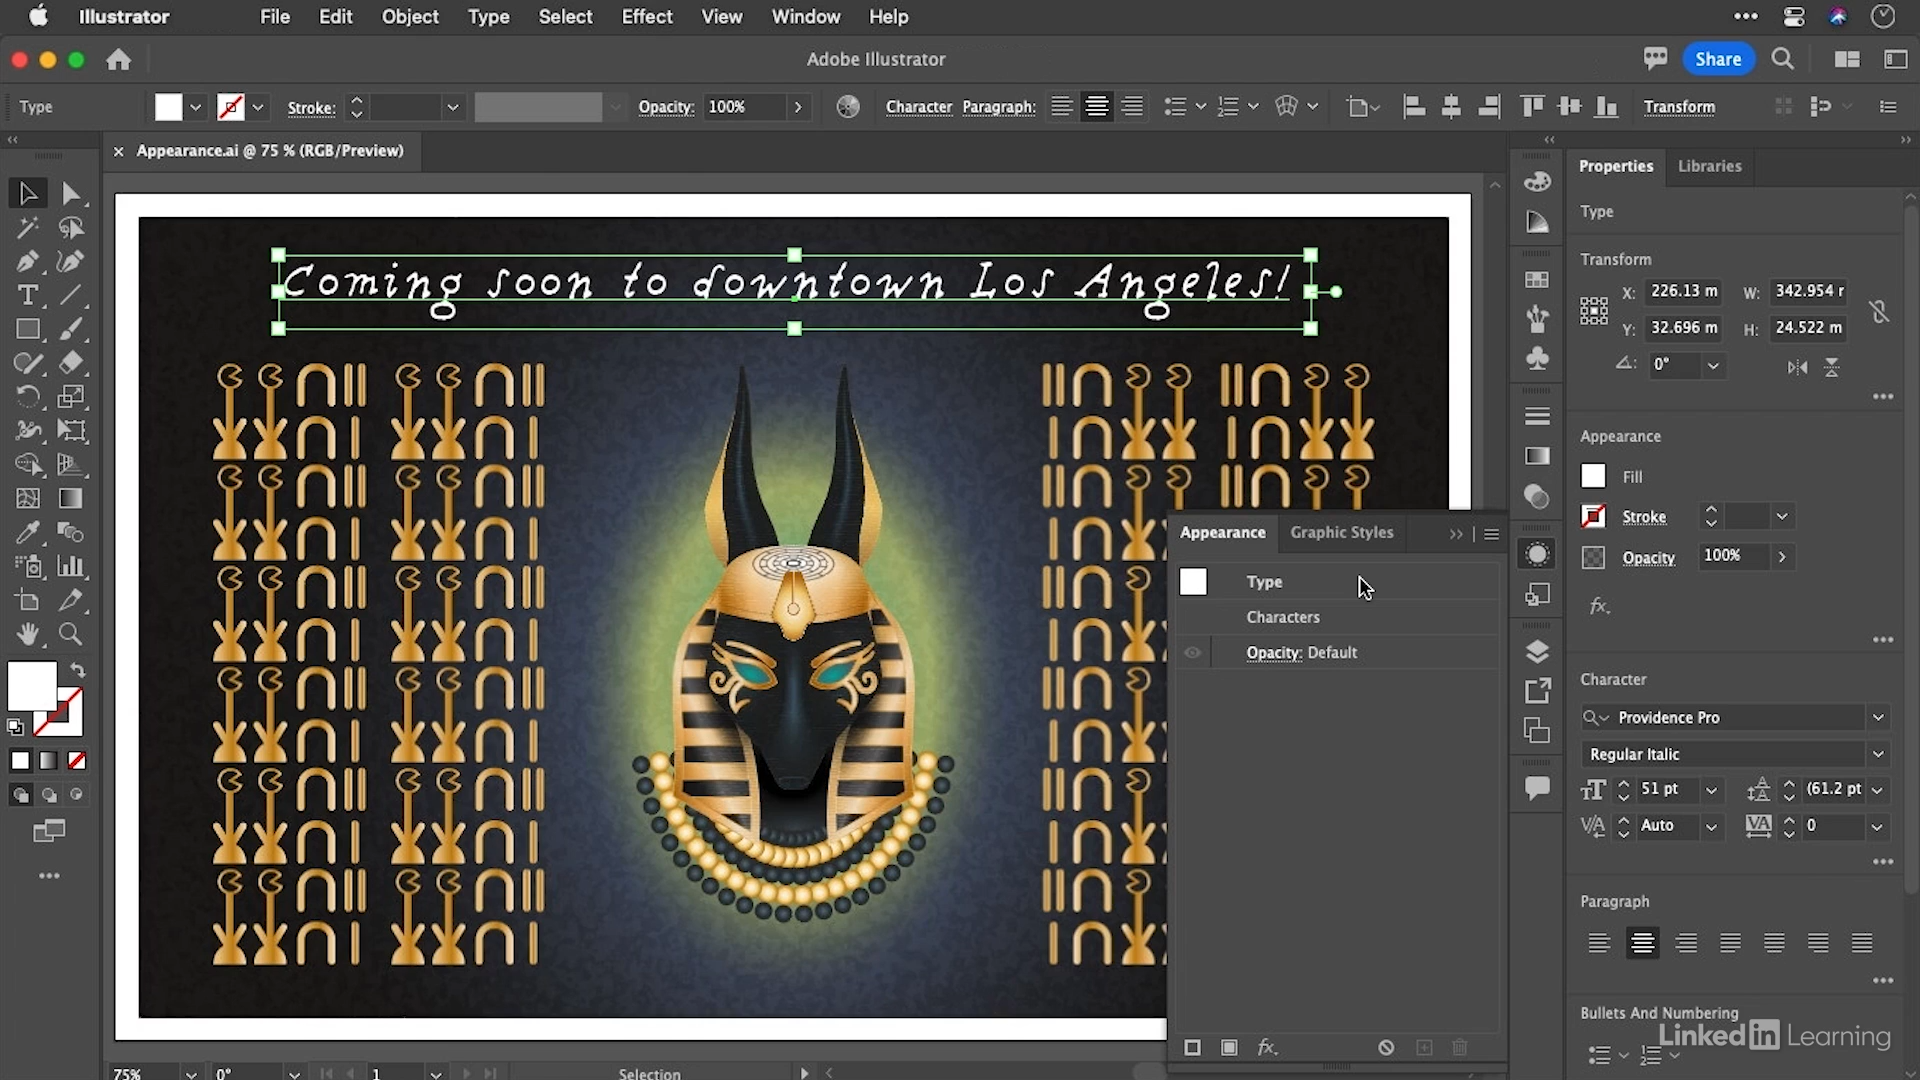 Illustrator File Edit Object Type Select Effect View Window Help
Adobe Illustrator
Share
Type
Stroke:
Opacity: 100%
Character Paragraph:
Transform
Appearance.ai @ 75 % (RGB/Preview)
Properties Libraries
Type
Transform
X: 226.13 m W: 342.954 r
Y: 32.696 m H: 24.522 m
0°
Coming soon to downtown Los Angeles!
Appearance
Fill
Stroke
Opacity 100%
fx.
Appearance Graphic Styles
Type
Characters
Opacity: Default
fx.
Character
Providence Pro
Regular Italic
51 pt (61.2 pt
Auto 0
Paragraph
Bullets And Numbering
LinkedIn Learning
75% 0° 1 Selection